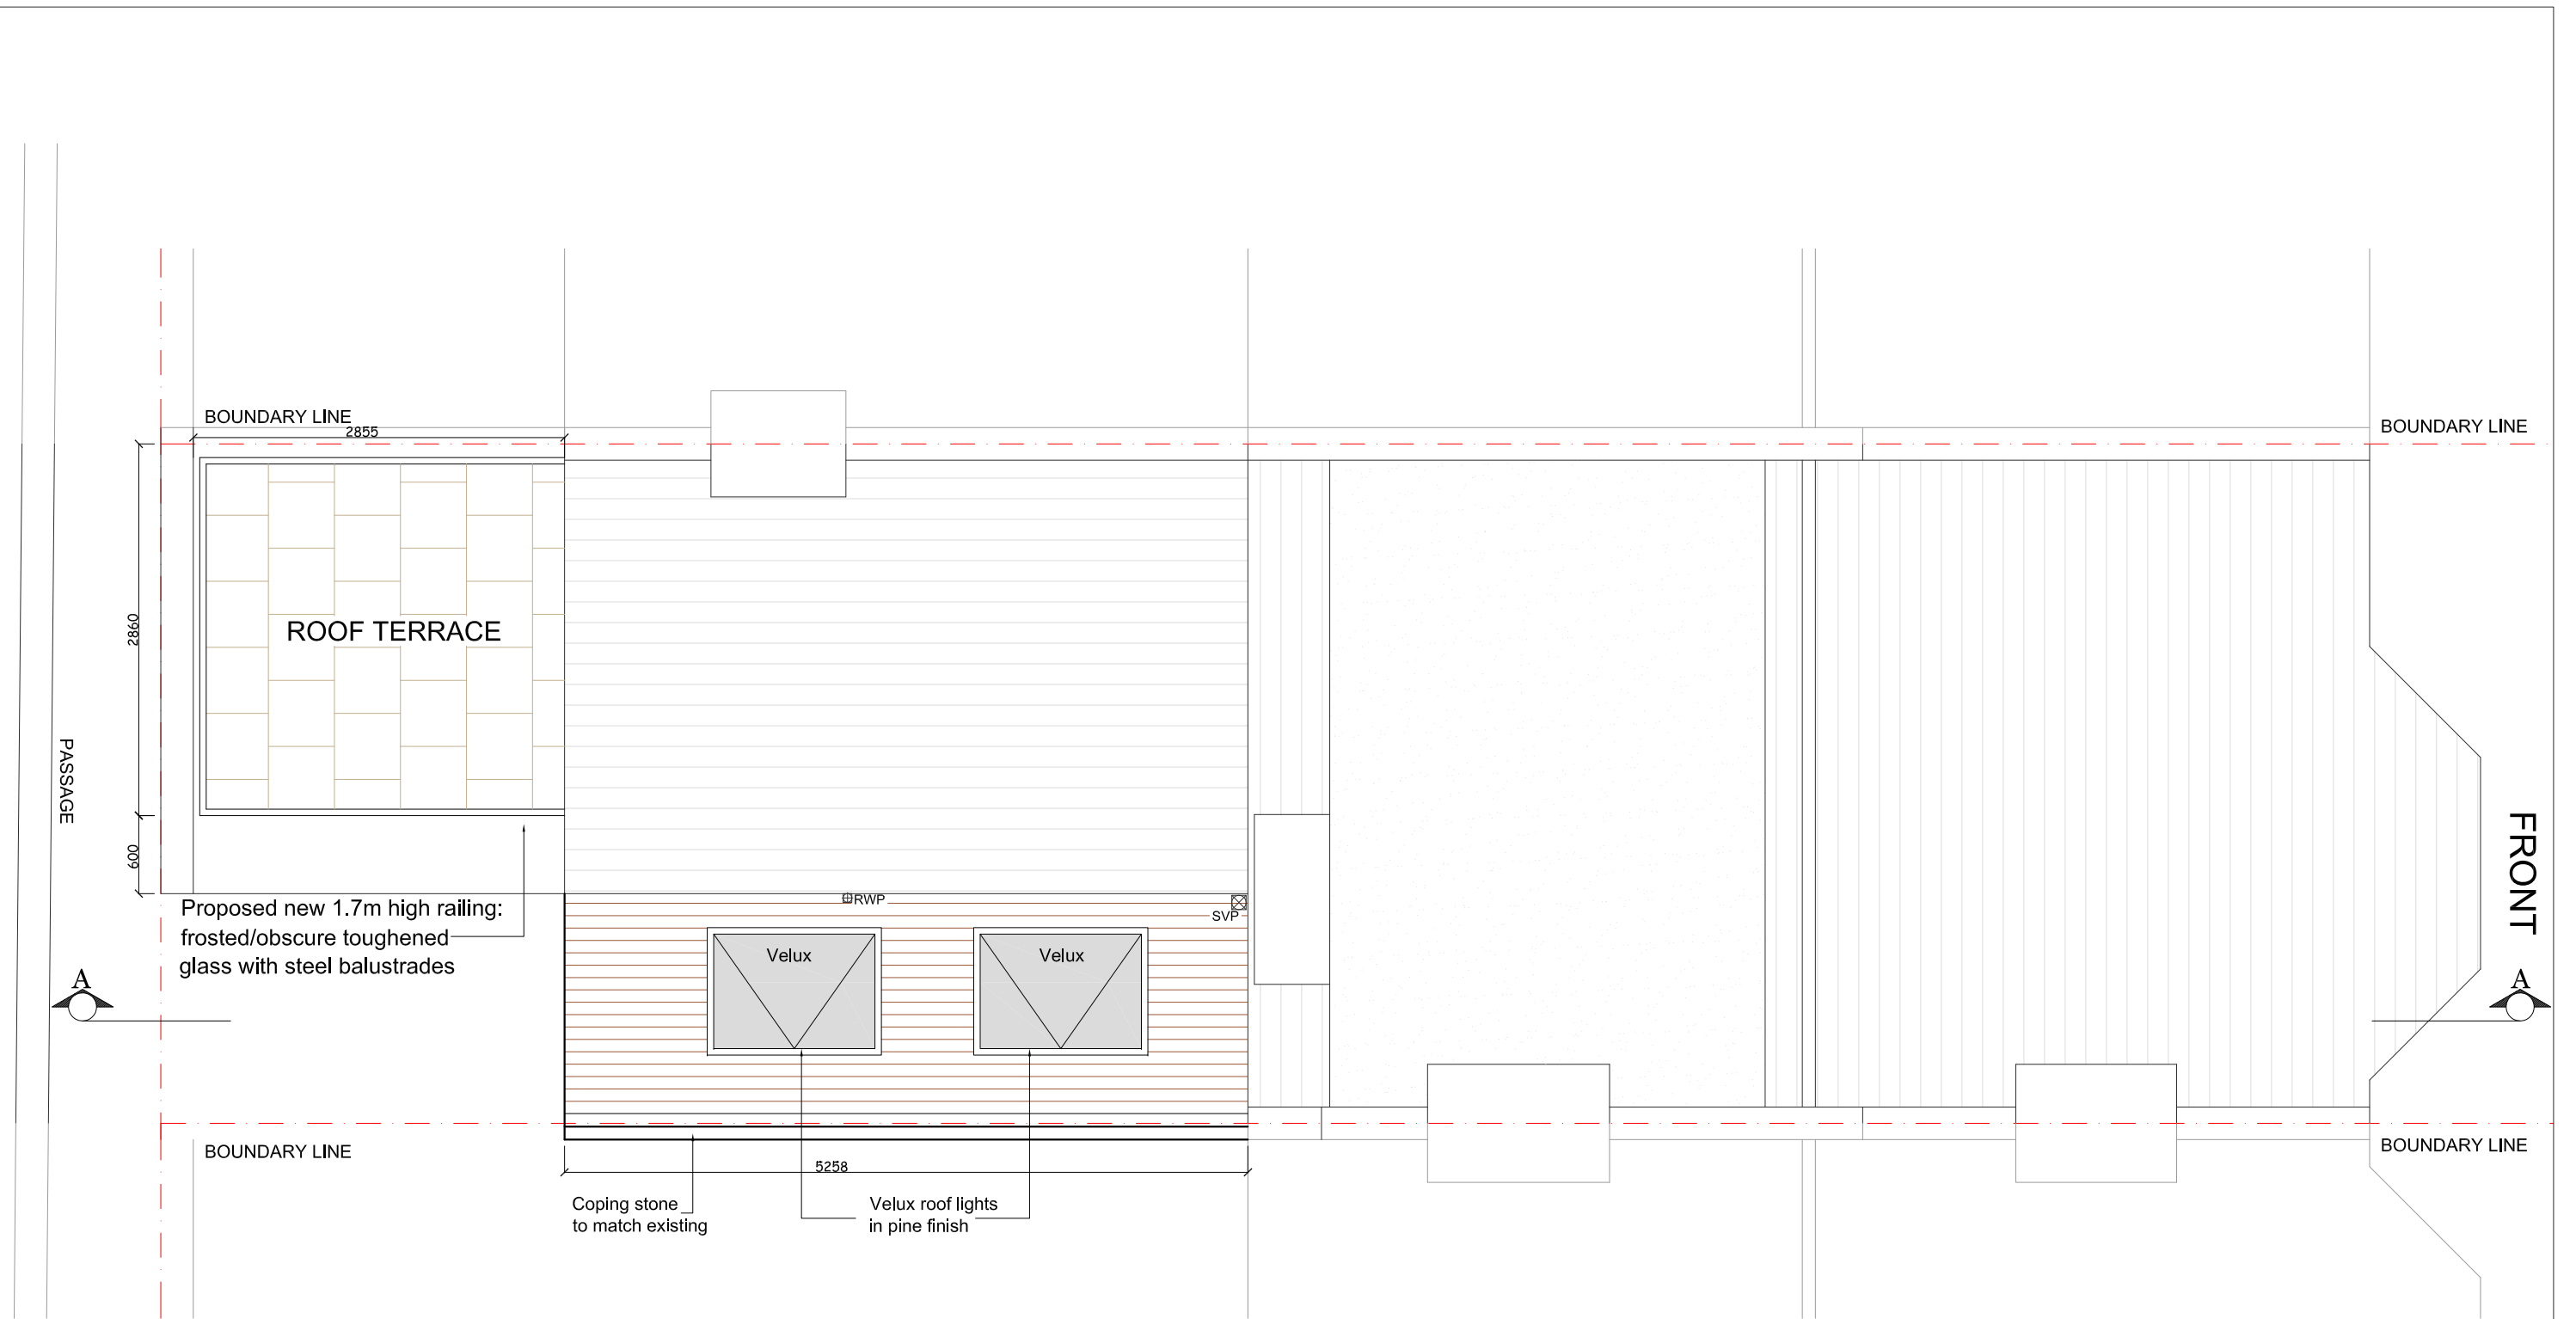 BOUNDARY LINE
2855
BOUNDARY LINE
2860
ROOF TERRACE
600
PASSAGE
FRONT
RWP
SVP
Proposed new 1.7m high railing:
frosted/obscure toughened
glass with steel balustrades
Velux
Velux
A
A
BOUNDARY LINE
BOUNDARY LINE
5258
Coping stone
to match existing
Velux roof lights
in pine finish